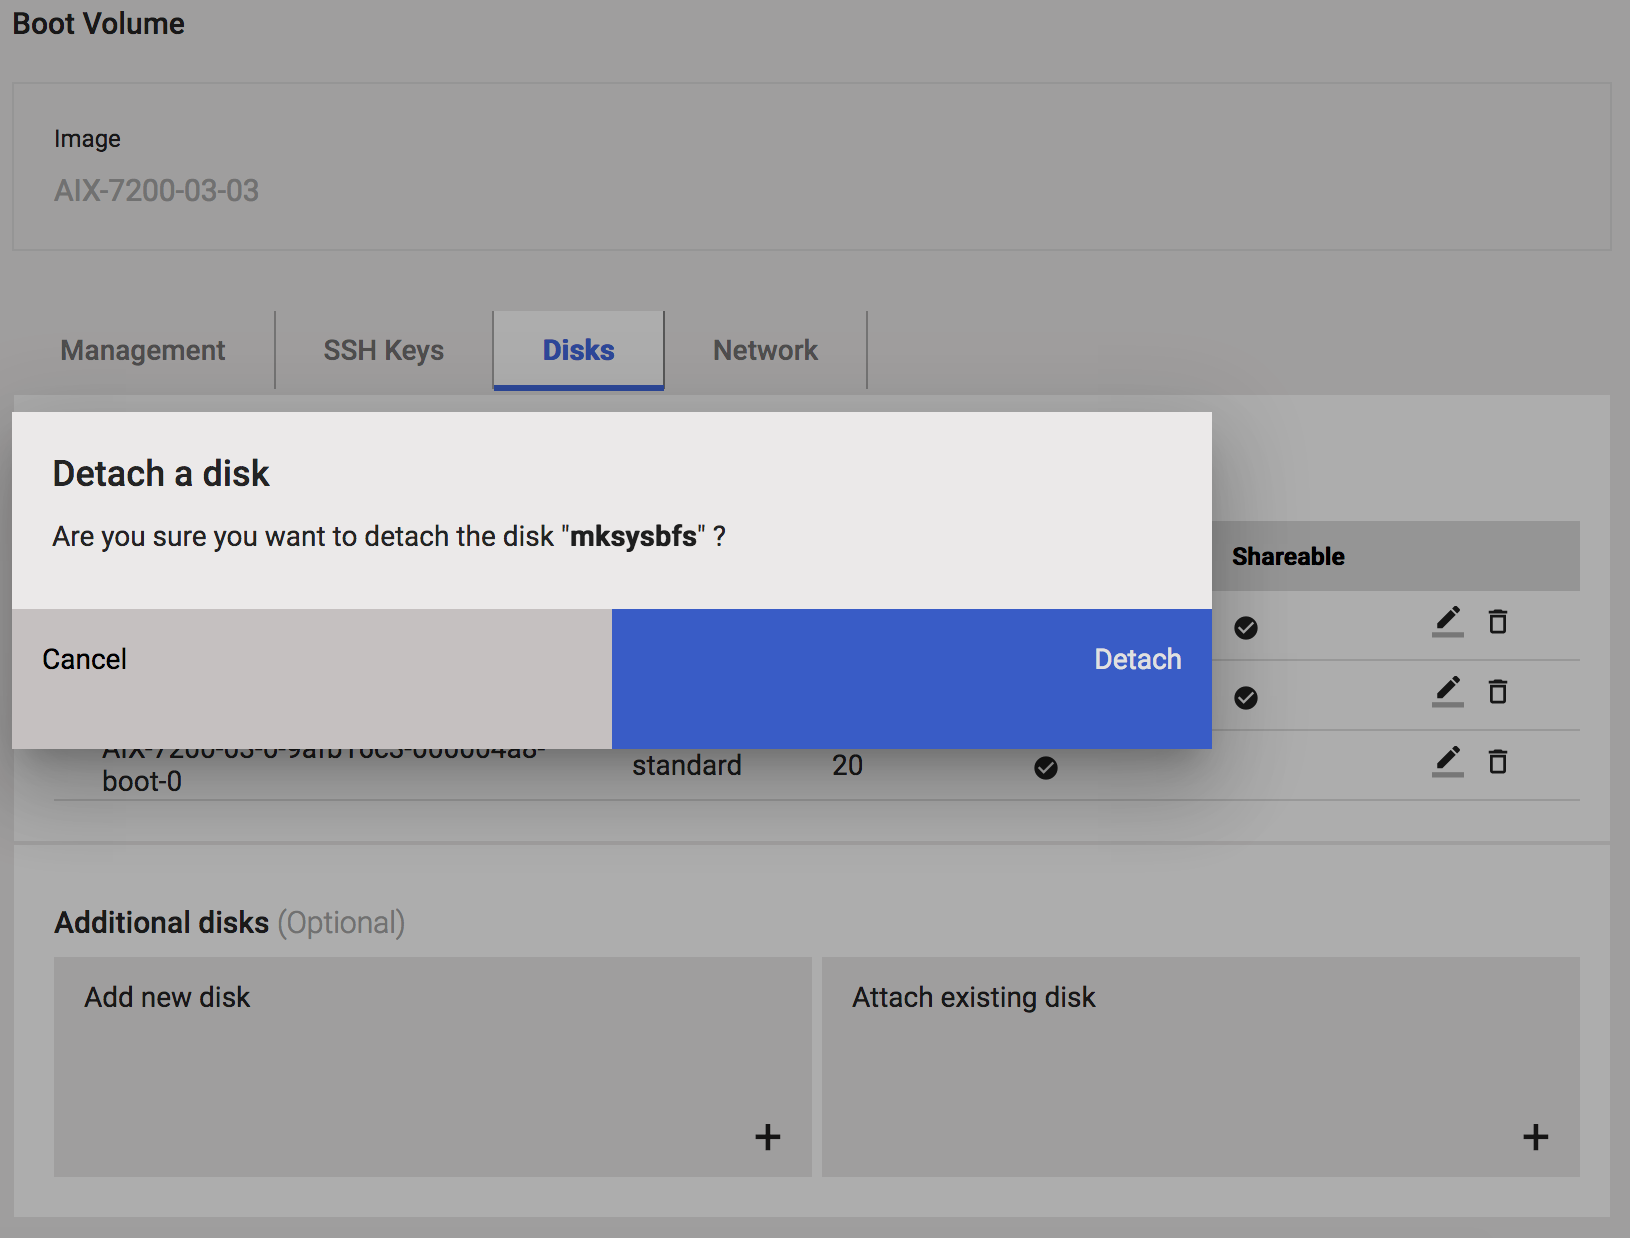 Boot Volume
Image
AIX-7200-03-03
Management SSH Keys Disks Network
Detach a disk
Are you sure you want to detach the disk "mksysbfs" ?
Shareable
Cancel Detach
boot-0 standard 20
Additional disks (Optional)
Add new disk Attach existing disk